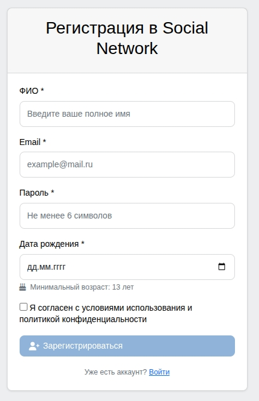 Регистрация в Social
Network
ФИО *
Введите ваше полное имя
Email *
example@mail.ru
Пароль *
Не менее 6 символов
Дата рождения *
дд.мм.гггг
Минимальный возраст: 13 лет
Я согласен с условиями использования и
политикой конфиденциальности
Зарегистрироваться
Уже есть аккаунт? Войти